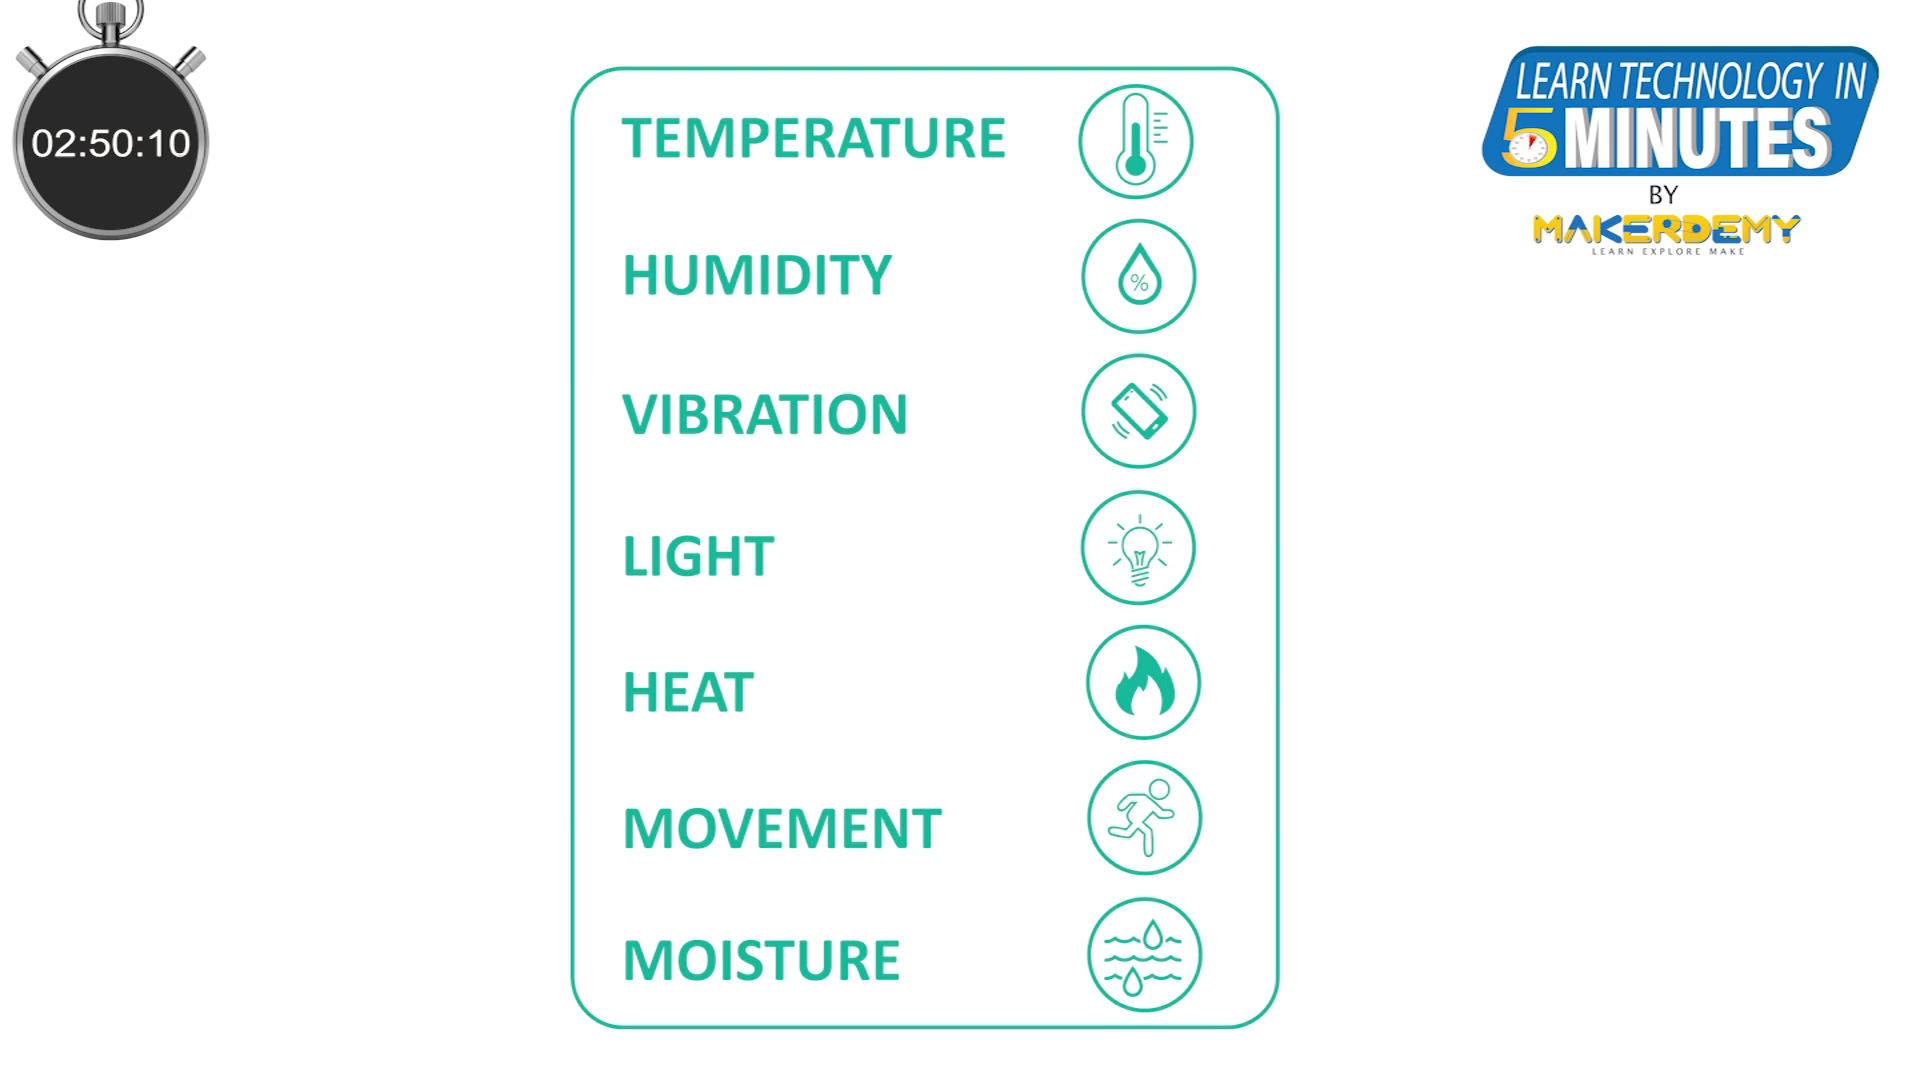 02:50:10
LEARN TECHNOLOGY IN
5 MINUTES
BY
MAKERDEMY
LEARN EXPLORE MAKE
TEMPERATURE
HUMIDITY
%
VIBRATION
LIGHT
HEAT
MOVEMENT
MOISTURE